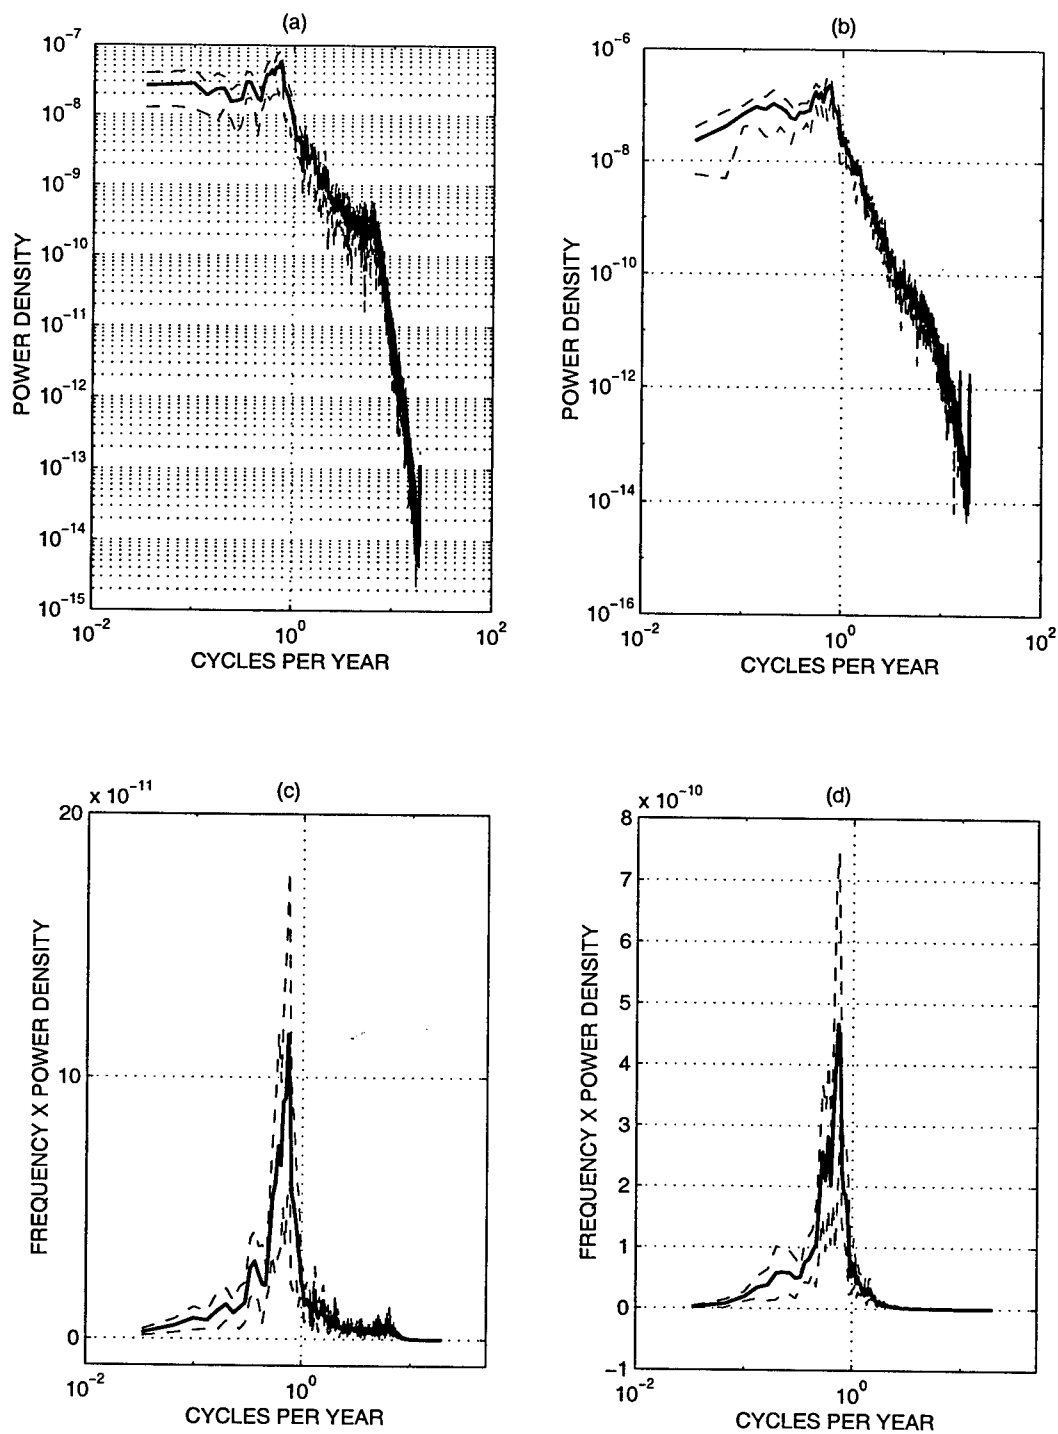 (a)
10^-7
10^-8
10^-9
10^-10
10^-11
10^-12
10^-13
10^-14
10^-15
POWER DENSITY
10^-2
10^0
10^2
CYCLES PER YEAR
(b)
10^-6
10^-8
10^-10
10^-12
10^-14
10^-16
POWER DENSITY
10^-2
10^0
10^2
CYCLES PER YEAR
(c)
x 10^-11
20
10
0
FREQUENCY X POWER DENSITY
10^-2
10^0
CYCLES PER YEAR
(d)
x 10^-10
8
7
6
5
4
3
2
1
0
-1
FREQUENCY X POWER DENSITY
10^-2
10^0
CYCLES PER YEAR